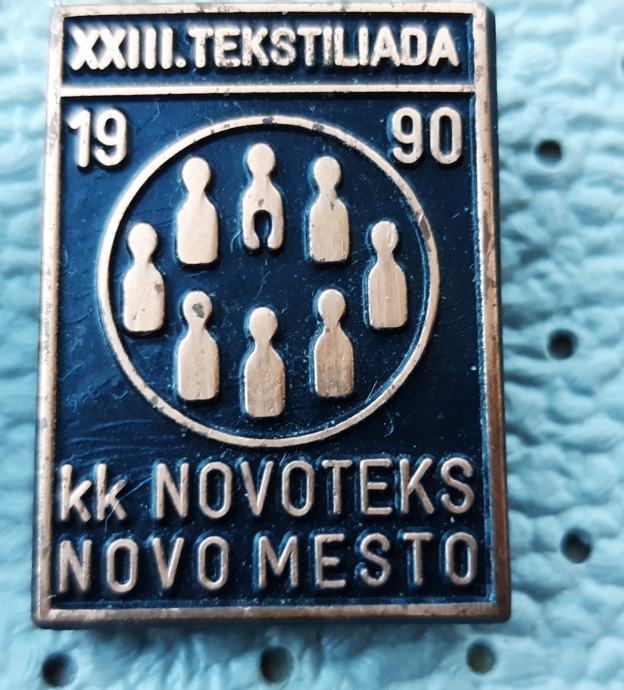 XXIII. TEKSTILIADA
19 90
kk NOVOTEKS
NOVO MESTO